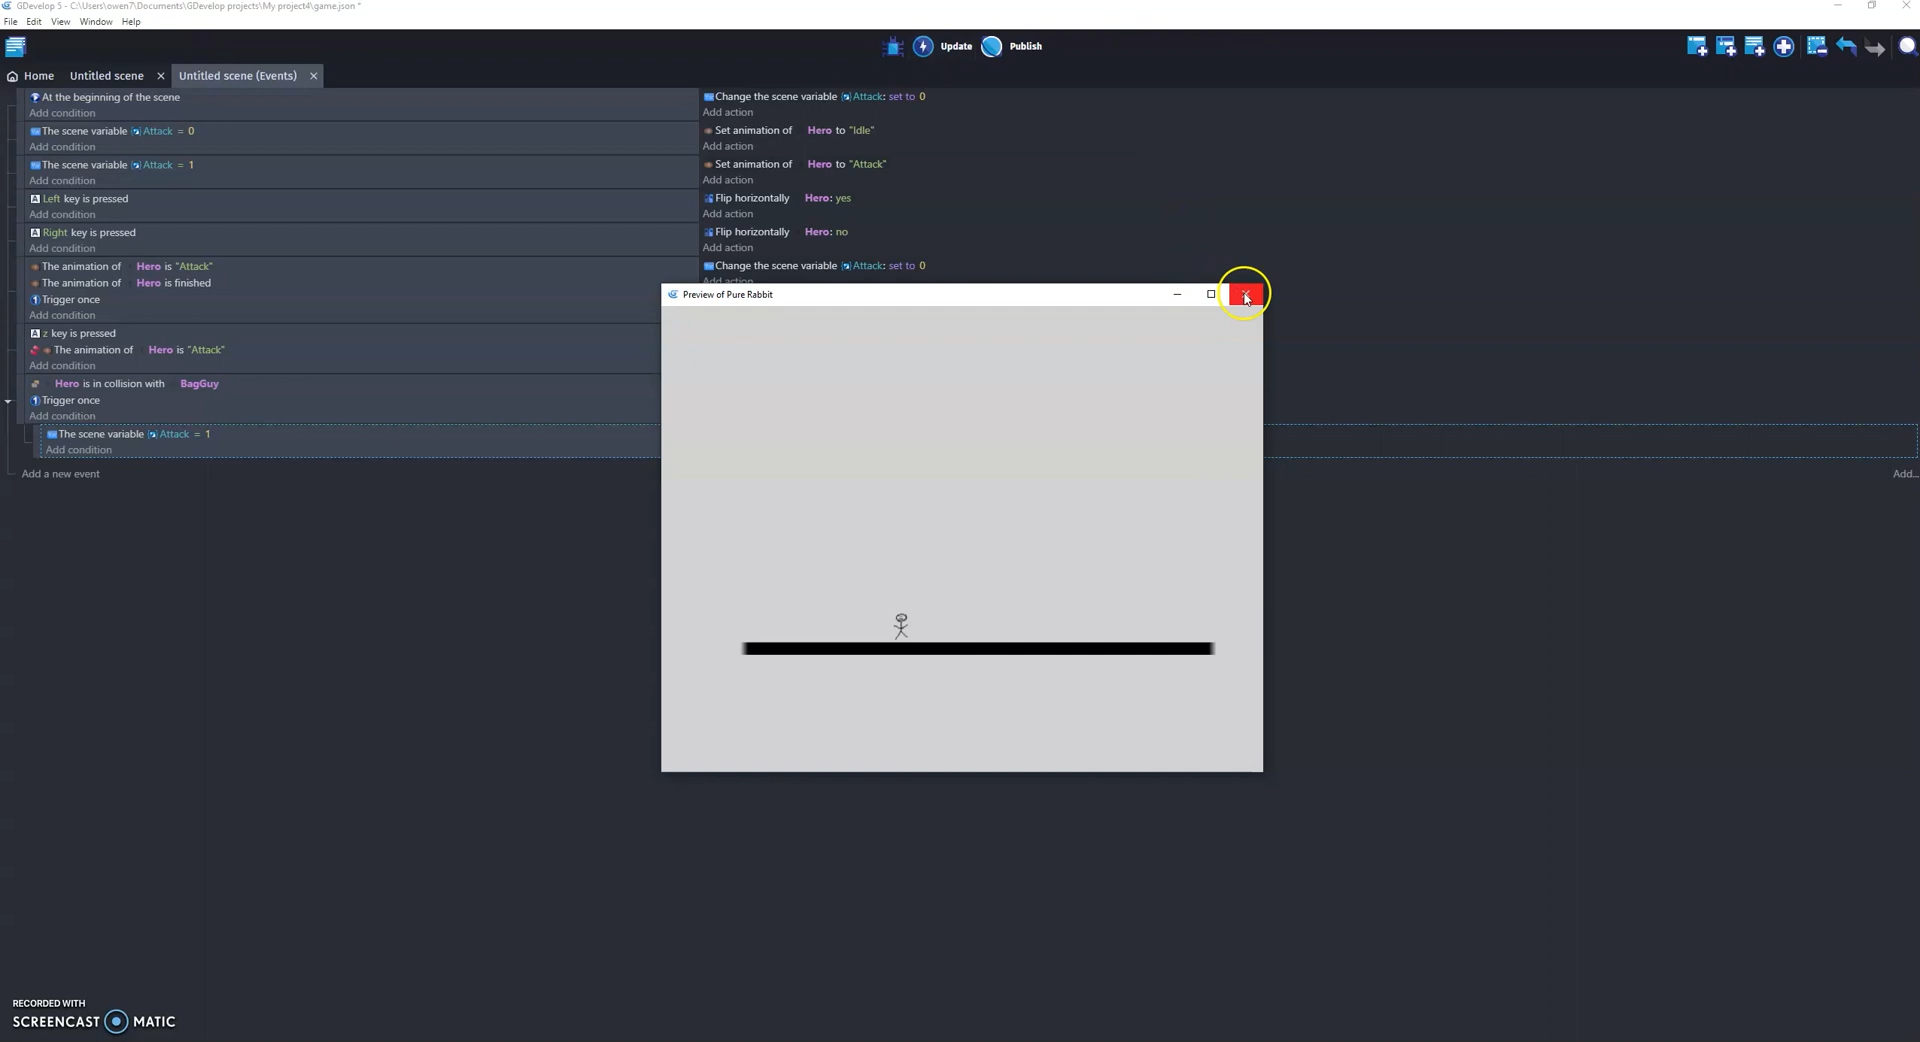 GDevelop 5 - C:\Users\owen7\Documents\GDevelop projects\My project4\game.json *
File Edit View Window Help
Update Publish
Home Untitled scene × Untitled scene (Events) ×
At the beginning of the scene
Add condition
Change the scene variable Attack: set to 0
Add action
The scene variable Attack = 0
Add condition
Set animation of Hero to "Idle"
Add action
The scene variable Attack = 1
Add condition
Set animation of Hero to "Attack"
Add action
Left key is pressed
Add condition
Flip horizontally Hero: yes
Add action
Right key is pressed
Add condition
Flip horizontally Hero: no
Add action
The animation of Hero is "Attack"
The animation of Hero is finished
Trigger once
Add condition
Change the scene variable Attack: set to 0
Add action
z key is pressed
The animation of Hero is "Attack"
Add condition
Hero is in collision with BagGuy
Trigger once
Add condition
The scene variable Attack = 1
Add condition
Add a new event
Add...
Preview of Pure Rabbit
RECORDED WITH
SCREENCAST MATIC